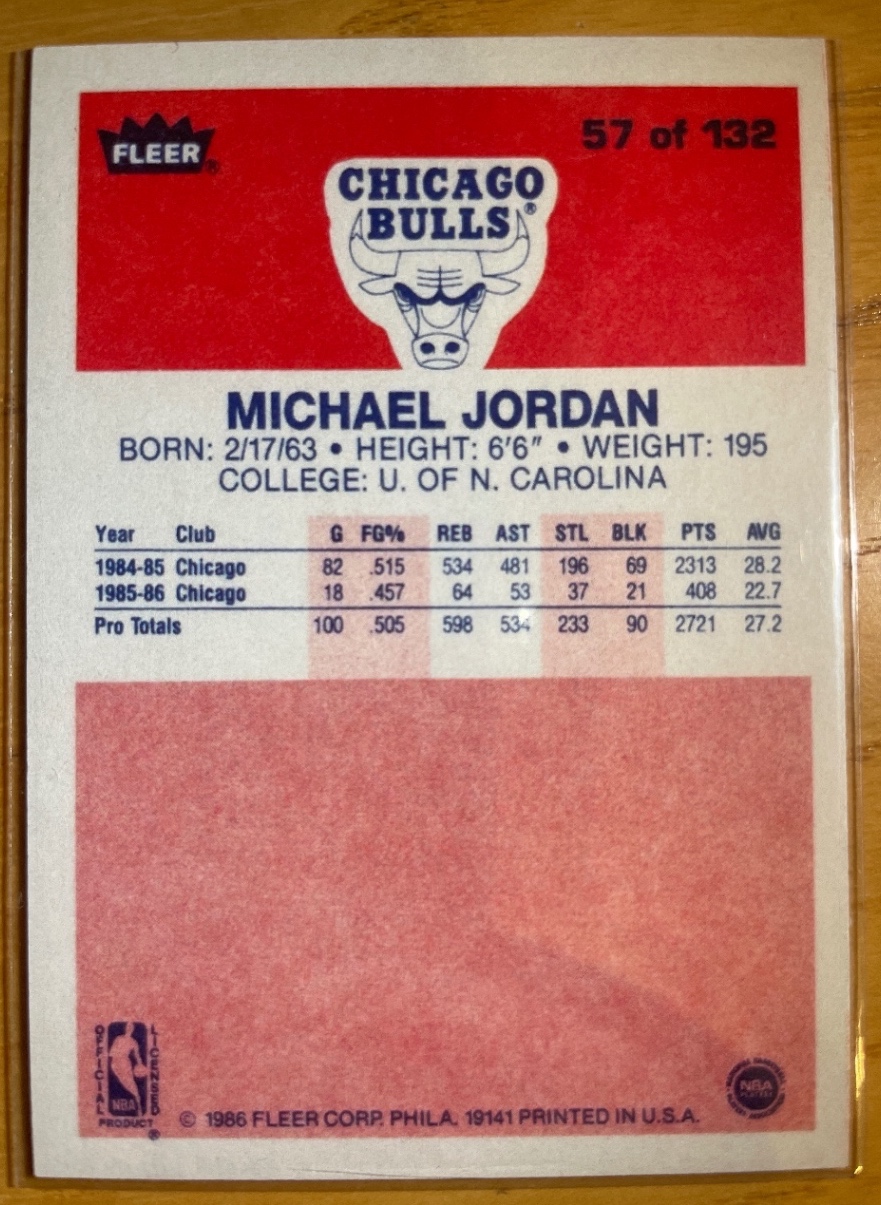 FLEER®
57 of 132
CHICAGO
BULLS®
MICHAEL JORDAN
BORN: 2/17/63 • HEIGHT: 6'6" • WEIGHT: 195
COLLEGE: U. OF N. CAROLINA
Year Club G FG% REB AST STL BLK PTS AVG
1984-85 Chicago 82 .515 534 481 196 69 2313 28.2
1985-86 Chicago 18 .457 64 53 37 21 408 22.7
Pro Totals 100 .505 598 534 233 90 2721 27.2
OFFICIAL
NBA
LICENSED
PRODUCT®
© 1986 FLEER CORP. PHILA. 19141 PRINTED IN U.S.A.
NBA